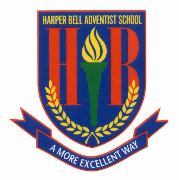 HARPER BELL ADVENTIST SCHOOL
H B
A MORE EXCELLENT WAY